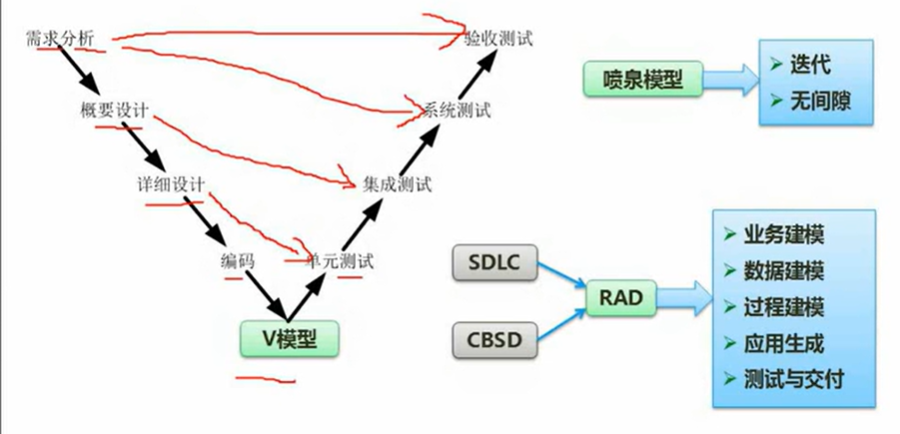 需求分析
概要设计
详细设计
编码
V模型
单元测试
集成测试
系统测试
验收测试
喷泉模型
迭代
无间隙
SDLC
CBSD
RAD
业务建模
数据建模
过程建模
应用生成
测试与交付